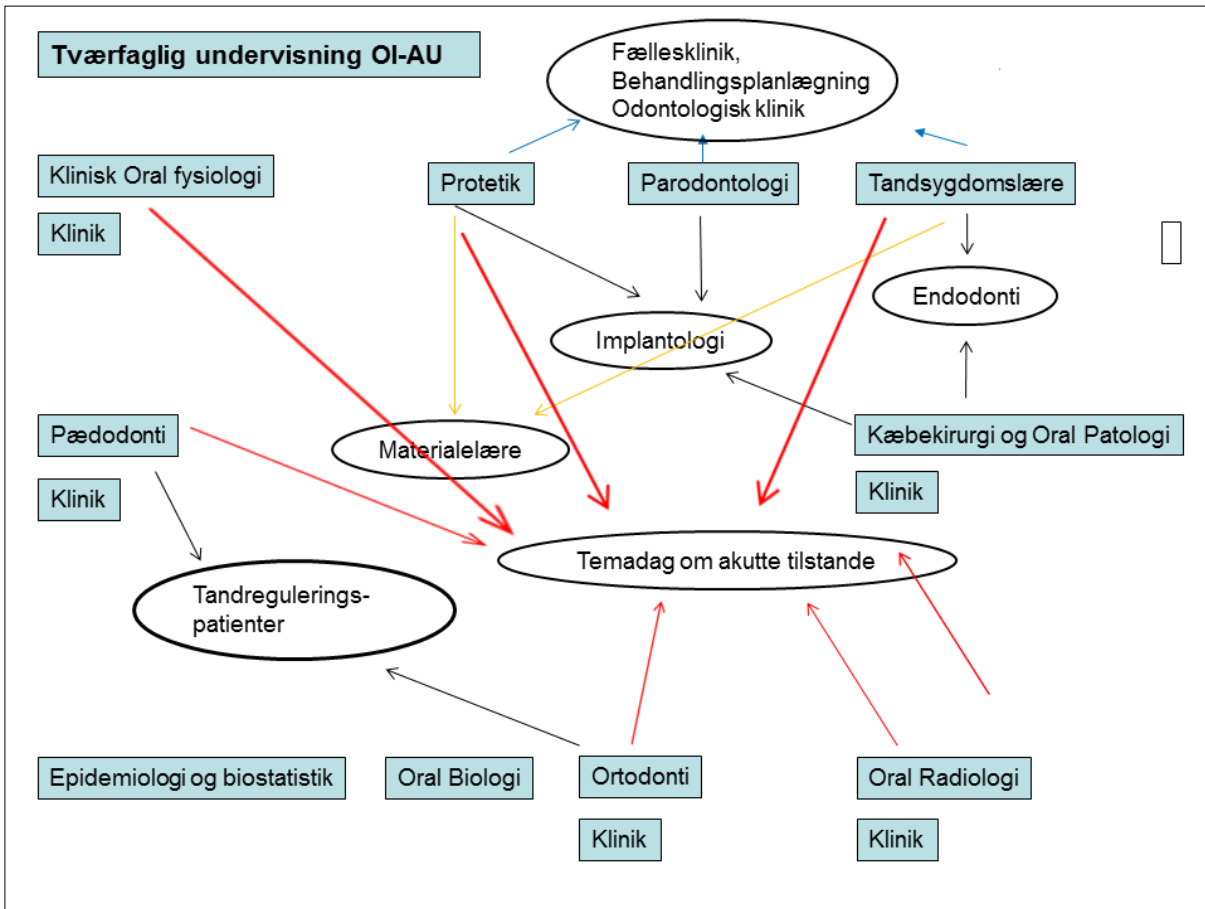 Tværfaglig undervisning OI-AU
Fællesklinik,
Behandlingsplanlægning
Odontologisk klinik
Klinisk Oral fysiologi
Protetik
Parodontologi
Tandsygdomslære
Klinik
Endodonti
Implantologi
Pædodonti
Materialelære
Kæbekirurgi og Oral Patologi
Klinik
Klinik
Temadag om akutte tilstande
Tandregulerings-
patienter
Epidemiologi og biostatistik
Oral Biologi
Ortodonti
Oral Radiologi
Klinik
Klinik